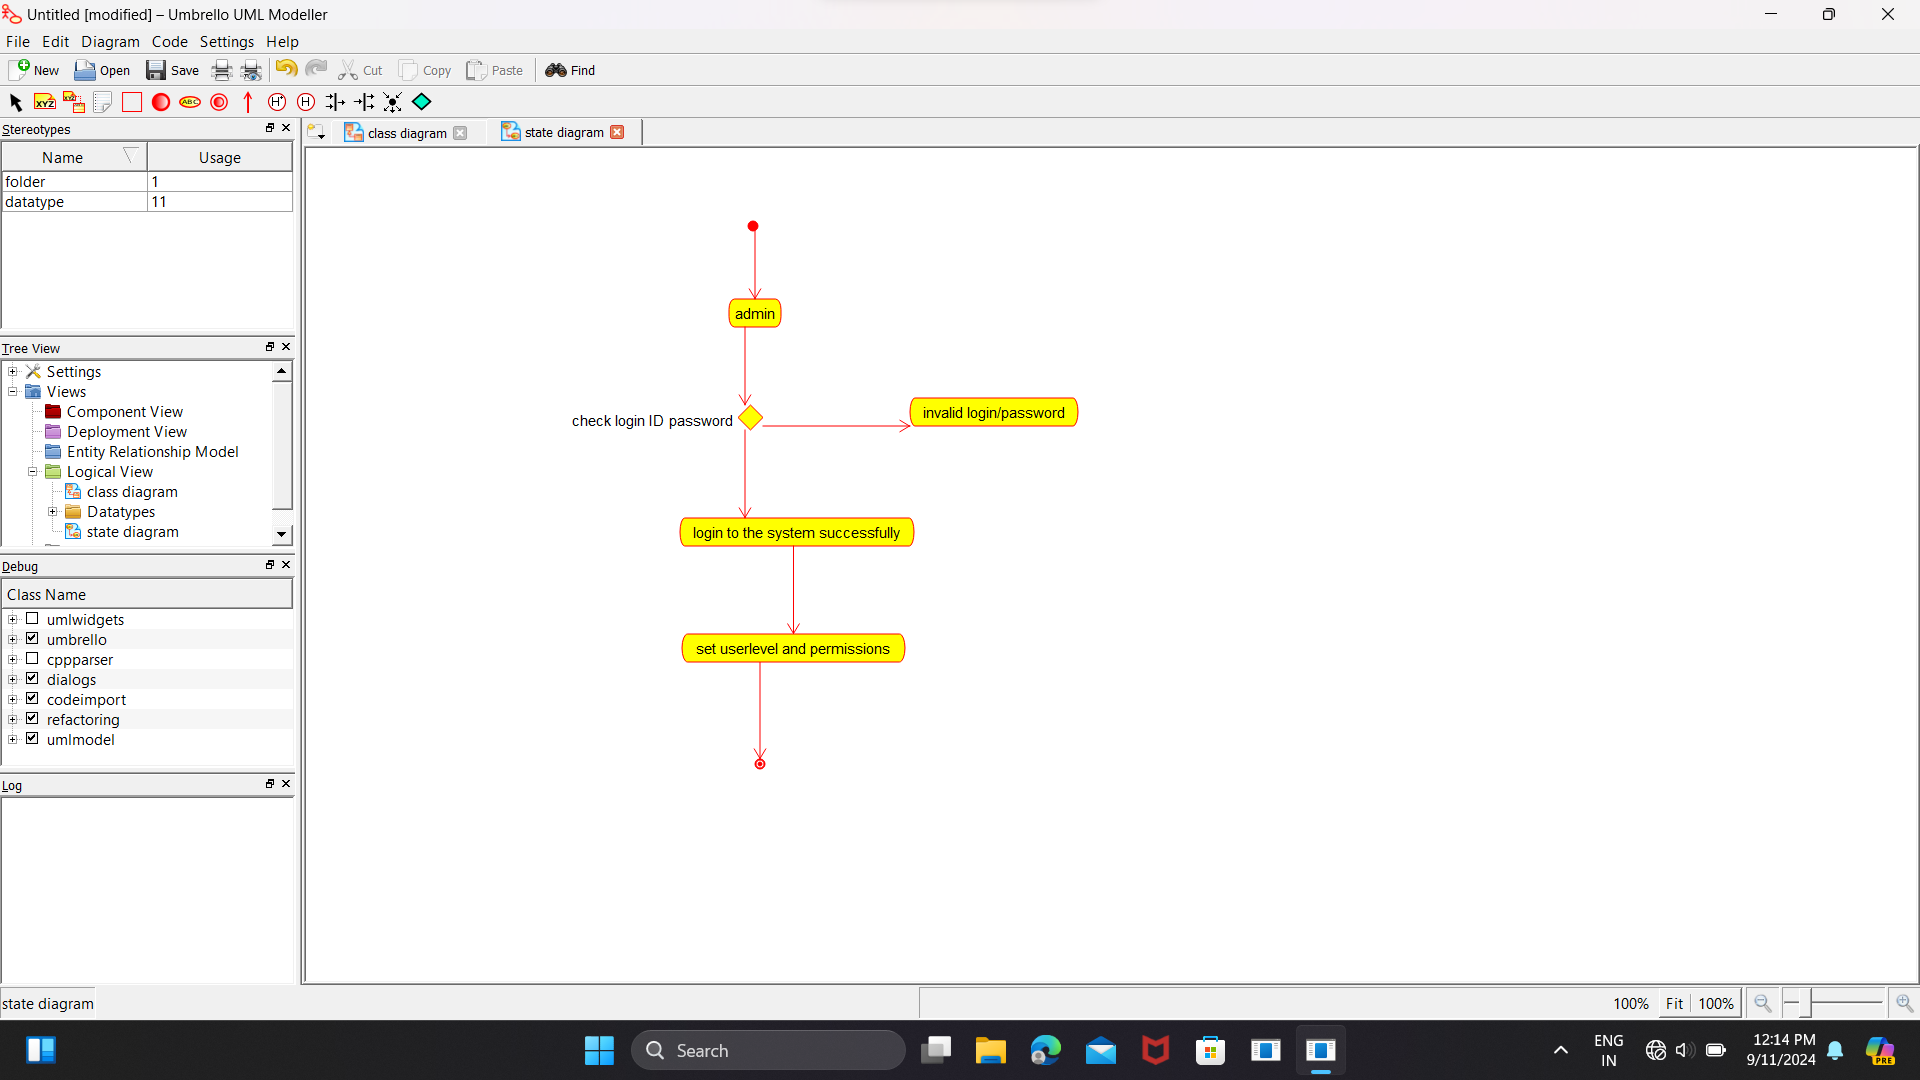 Untitled [modified] – Umbrello UML Modeller
File Edit Diagram Code Settings Help
New Open Save Cut Copy Paste Find
XYZ XYZ ABC H* H
Stereotypes
class diagram state diagram
Name Usage
folder 1
datatype 11
Tree View
Settings
Views
Component View
Deployment View
Entity Relationship Model
Logical View
class diagram
Datatypes
state diagram
Debug
Class Name
umlwidgets
umbrello
cppparser
dialogs
codeimport
refactoring
umlmodel
Log
admin
check login ID password
invalid login/password
login to the system successfully
set userlevel and permissions
state diagram
100% Fit 100%
Search
ENG
IN
12:14 PM
9/11/2024
PRE